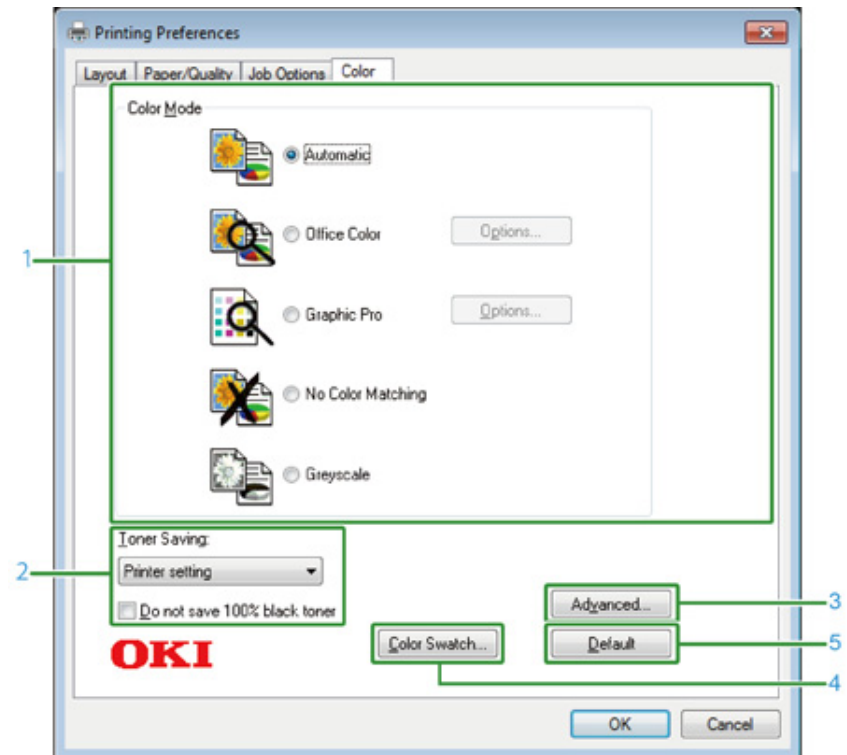 Printing Preferences
Layout Paper/Quality Job Options Color
Color Mode
Automatic
1
Office Color Options...
Graphic Pro Options...
No Color Matching
Greyscale
Toner Saving:
2
Printer setting
Do not save 100% black toner
Advanced... 3
OKI
Color Swatch... Default 5
4
OK Cancel